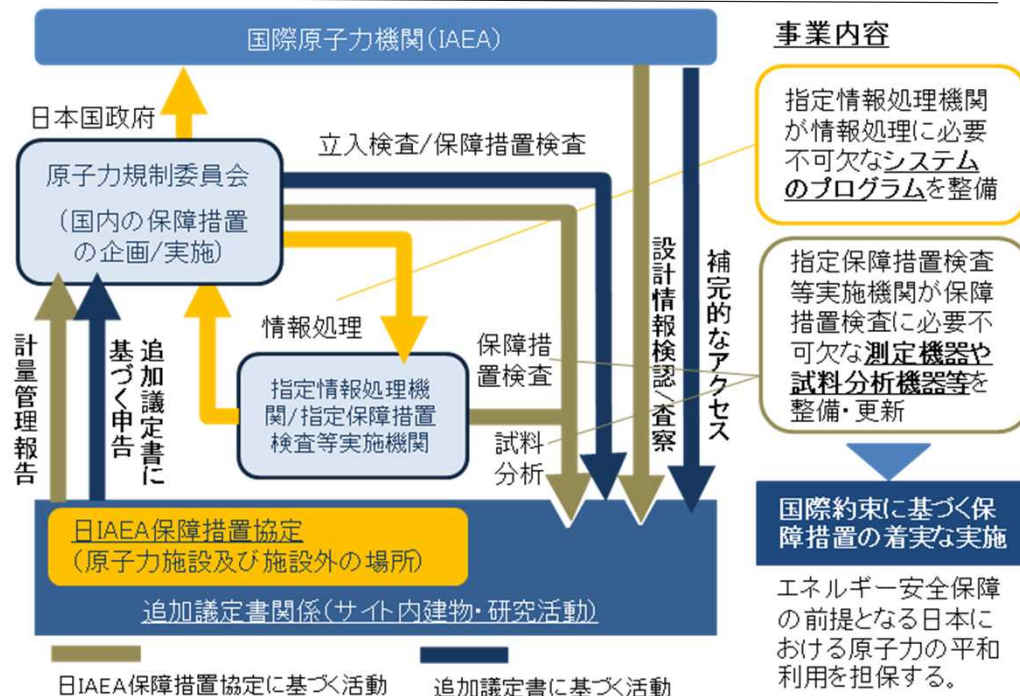 国際原子力機関(IAEA)
日本国政府
原子力規制委員会
(国内の保障措置
の企画/実施)
立入検査/保障措置検査
情報処理
指定情報処理機
関/指定保障措置
検査等実施機関
保障措
置検査
試料
分析
設計情報検認/査察
補完的なアクセス
計量管理報告
追加議定書に
基づく申告
日IAEA保障措置協定
(原子力施設及び施設外の場所)
追加議定書関係(サイト内建物・研究活動)
日IAEA保障措置協定に基づく活動
追加議定書に基づく活動
事業内容
指定情報処理機関
が情報処理に必要
不可欠なシステム
のプログラムを整備
指定保障措置検査
等実施機関が保障
措置検査に必要不
可欠な測定機器や
試料分析機器等を
整備・更新
国際約束に基づく保
障措置の着実な実施
エネルギー安全保障
の前提となる日本に
おける原子力の平和
利用を担保する。